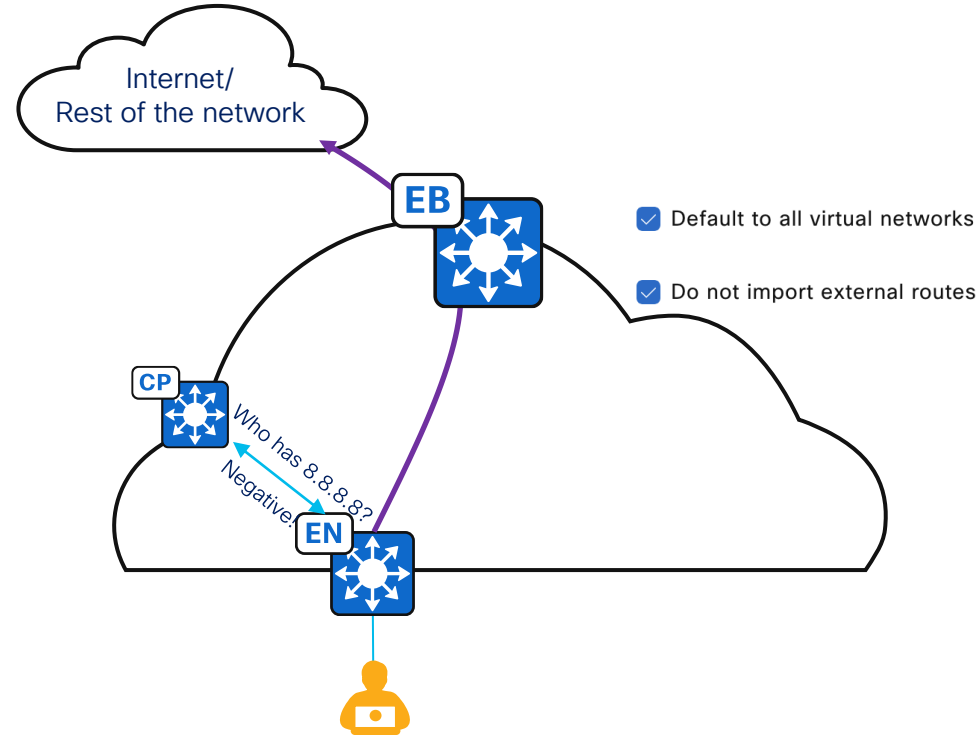 Internet/
Rest of the network
EB
Default to all virtual networks
Do not import external routes
CP
Who has 8.8.8.8?
Negative!
EN